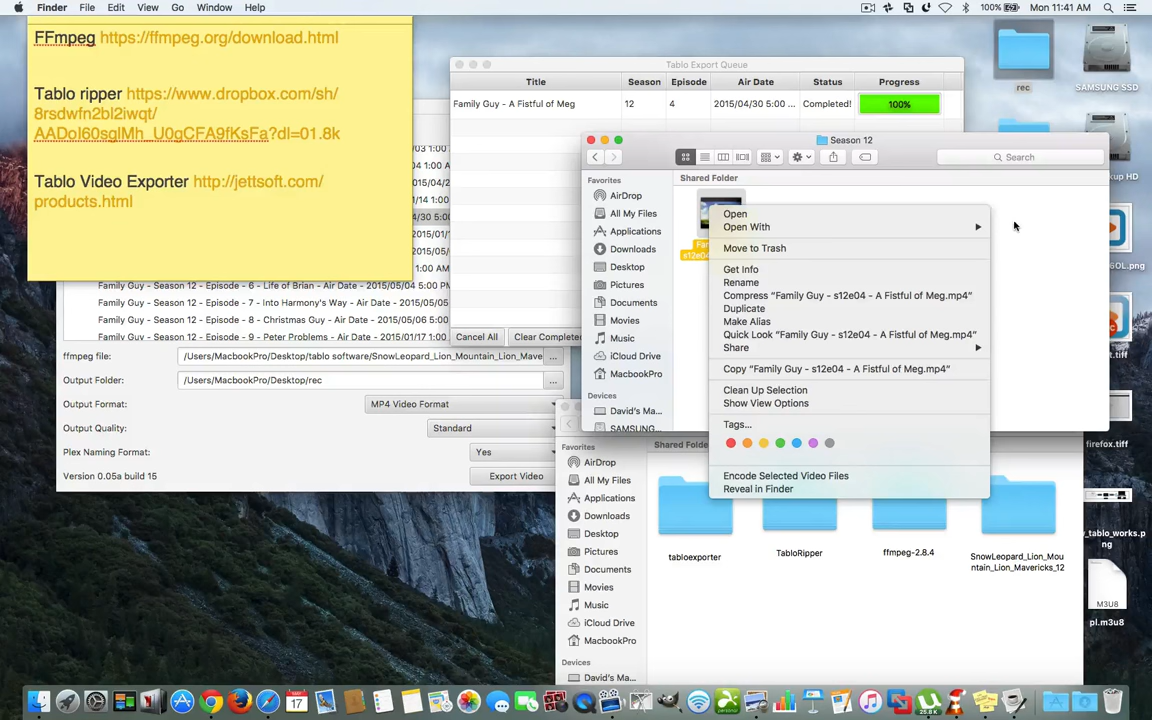 Finder File Edit View Go Window Help
100% Mon 11:41 AM
FFmpeg https://ffmpeg.org/download.html
Tablo ripper https://www.dropbox.com/sh/
8rsdwfn2bl2iwqt/
AADol60sglMh_U0gCFA9fKsFa?dl=01.8k
Tablo Video Exporter http://jettsoft.com/
products.html
Tablo Export Queue
Title Season Episode Air Date Status Progress
Family Guy - A Fistful of Meg 12 4 2015/04/30 5:00 ... Completed! 100%
Cancel All Clear Complete
Family Guy - Season 12 - Episode - 6 - Life of Brian - Air Date - 2015/05/04 5:00 PM
Family Guy - Season 12 - Episode - 7 - Into Harmony's Way - Air Date - 2015/05/
Family Guy - Season 12 - Episode - 8 - Christmas Guy - Air Date - 2015/05/04 5:
Family Guy - Season 12 - Episode - 9 - Peter Problems - Air Date - 2015/01/17 1:
ffmpeg file: /Users/MacbookPro/Desktop/tablo software/SnowLeopard_Lion_Mountain_Lion_Mave ...
Output Folder: /Users/MacbookPro/Desktop/rec ...
Output Format: MP4 Video Format
Output Quality: Standard
Plex Naming Format: Yes
Version 0.05a build 15 Export Video
Season 12
Search
Favorites
AirDrop
All My Files
Applications
Downloads
Desktop
Pictures
Documents
Movies
Music
iCloud Drive
MacbookPro
Devices
David's Ma...
SAMSUNG...
Shared Folder
Open
Open With
Move to Trash
Get Info
Rename
Compress “Family Guy - s12e04 - A Fistful of Meg.mp4”
Duplicate
Make Alias
Quick Look “Family Guy - s12e04 - A Fistful of Meg.mp4”
Share
Copy “Family Guy - s12e04 - A Fistful of Meg.mp4”
Clean Up Selection
Show View Options
Tags...
Encode Selected Video Files
Reveal in Finder
Favorites
AirDrop
All My Files
Applications
Downloads
Desktop
Pictures
Documents
Movies
Music
iCloud Drive
MacbookPro
Devices
David's Ma...
Shared Folder
tabloexporter
TabloRipper
ffmpeg-2.8.4
SnowLeopard_Lion_Mou
ntain_Lion_Mavericks_12
rec
SAMSUNG SSD
firefox.tiff
M3U8
pl.m3u8
17